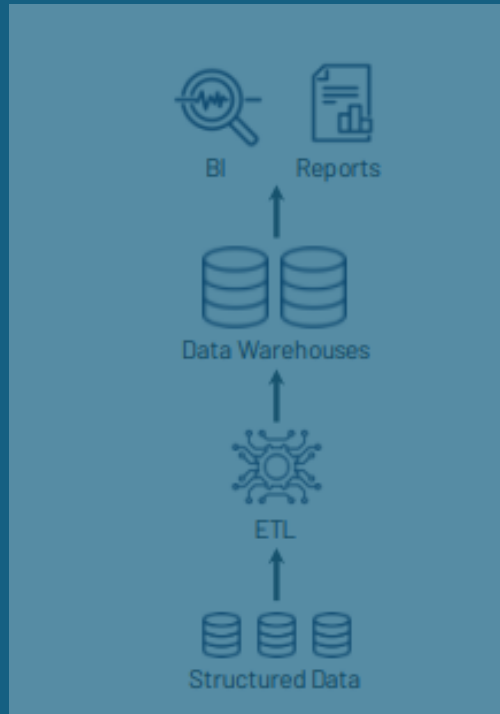 BI
Reports
Data Warehouses
ETL
Structured Data